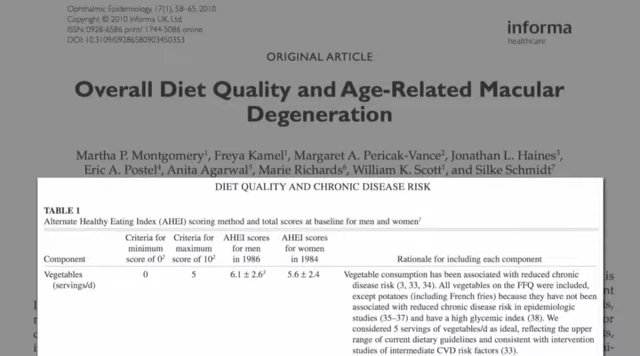 Ophthalmic Epidemiology, 17(1), 58–65, 2010
Copyright © 2010 Informa UK, Ltd.
ISSN: 0928-6586 print/ 1744-5086 online
DOI: 10.3109/09286580903450353
informa
healthcare
ORIGINAL ARTICLE
Overall Diet Quality and Age-Related Macular
Degeneration
Martha P. Montgomery¹, Freya Kamel¹, Margaret A. Pericak-Vance², Jonathan L. Haines³,
Eric A. Postel⁴, Anita Agarwal⁵, Marie Richards⁶, William K. Scott¹, and Silke Schmidt⁷
DIET QUALITY AND CHRONIC DISEASE RISK
TABLE 1
Alternate Healthy Eating Index (AHEI) scoring method and total scores at baseline for men and women¹
Criteria for Criteria for AHEI scores AHEI scores
minimum maximum for men for women
Component score of 0² score of 10² in 1986 in 1984 Rationale for including each component
Vegetables 0 5 6.1 ± 2.6³ 5.6 ± 2.4 Vegetable consumption has been associated with reduced chronic
(servings/d) disease risk (3, 33, 34). All vegetables on the FFQ were included,
except potatoes (including French fries) because they have not been
associated with reduced chronic disease risk in epidemiologic
studies (35–37) and have a high glycemic index (38). We
considered 5 servings of vegetables/d as ideal, reflecting the upper
range of current dietary guidelines and consistent with intervention
studies of intermediate CVD risk factors (33).